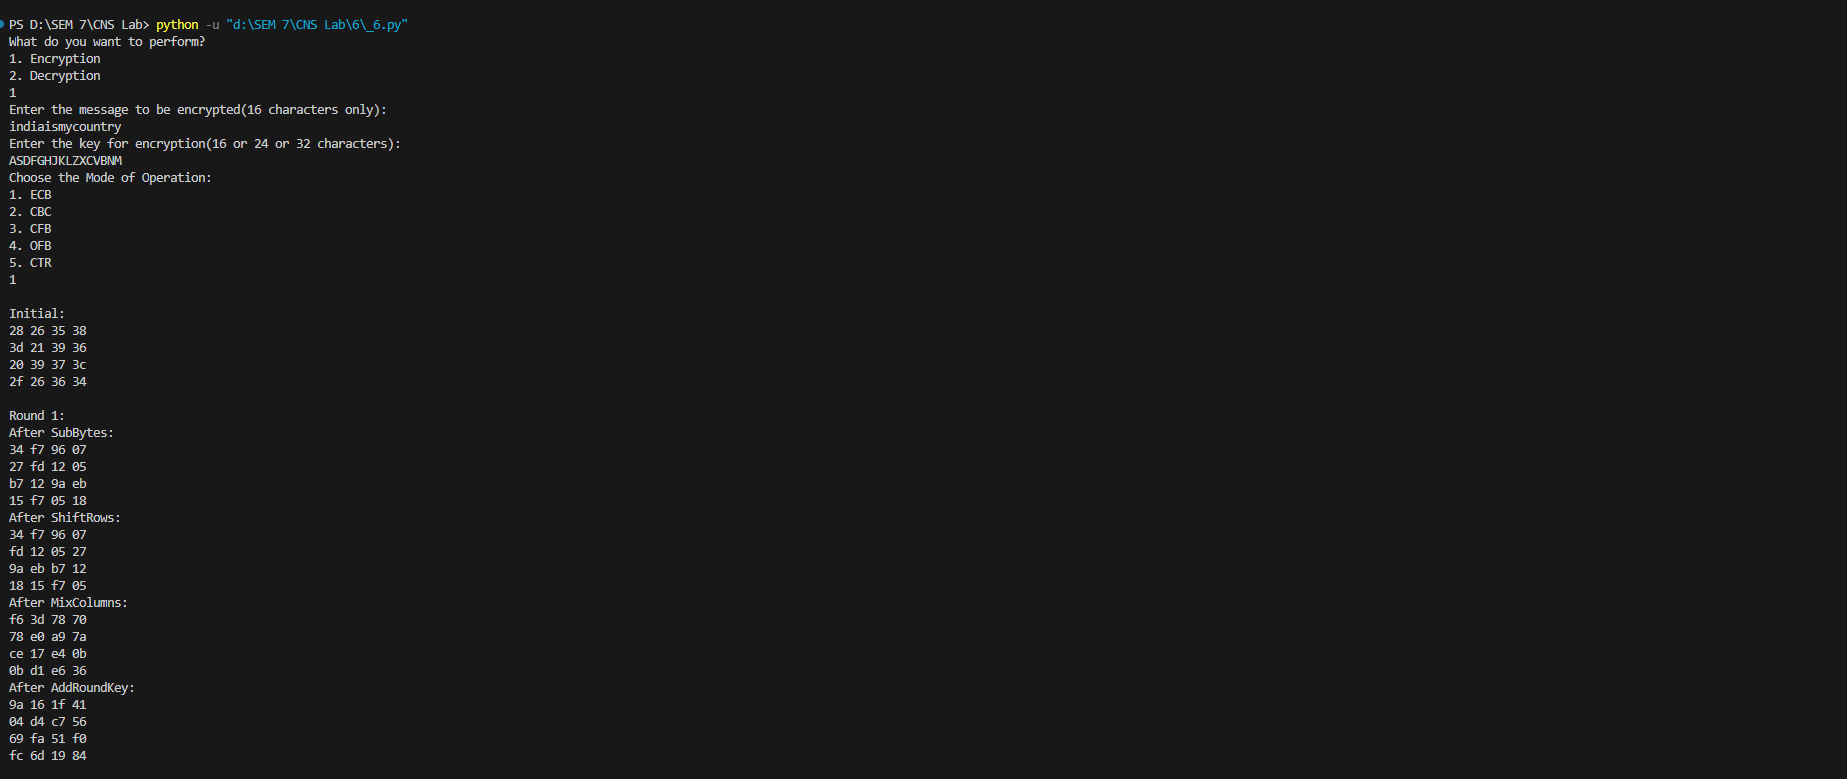 PS D:\SEM 7\CNS Lab> python -u "d:\SEM 7\CNS Lab\6\_6.py"
What do you want to perform?
1. Encryption
2. Decryption
1
Enter the message to be encrypted(16 characters only):
indiaismycountry
Enter the key for encryption(16 or 24 or 32 characters):
ASDFGHJKLZXCVBNM
Choose the Mode of Operation:
1. ECB
2. CBC
3. CFB
4. OFB
5. CTR
1
Initial:
28 26 35 38
3d 21 39 36
20 39 37 3c
2f 26 36 34
Round 1:
After SubBytes:
34 f7 96 07
27 fd 12 05
b7 12 9a eb
15 f7 05 18
After ShiftRows:
34 f7 96 07
fd 12 05 27
9a eb b7 12
18 15 f7 05
After MixColumns:
f6 3d 78 70
78 e0 a9 7a
ce 17 e4 0b
0b d1 e6 36
After AddRoundKey:
9a 16 1f 41
04 d4 c7 56
69 fa 51 f0
fc 6d 19 84